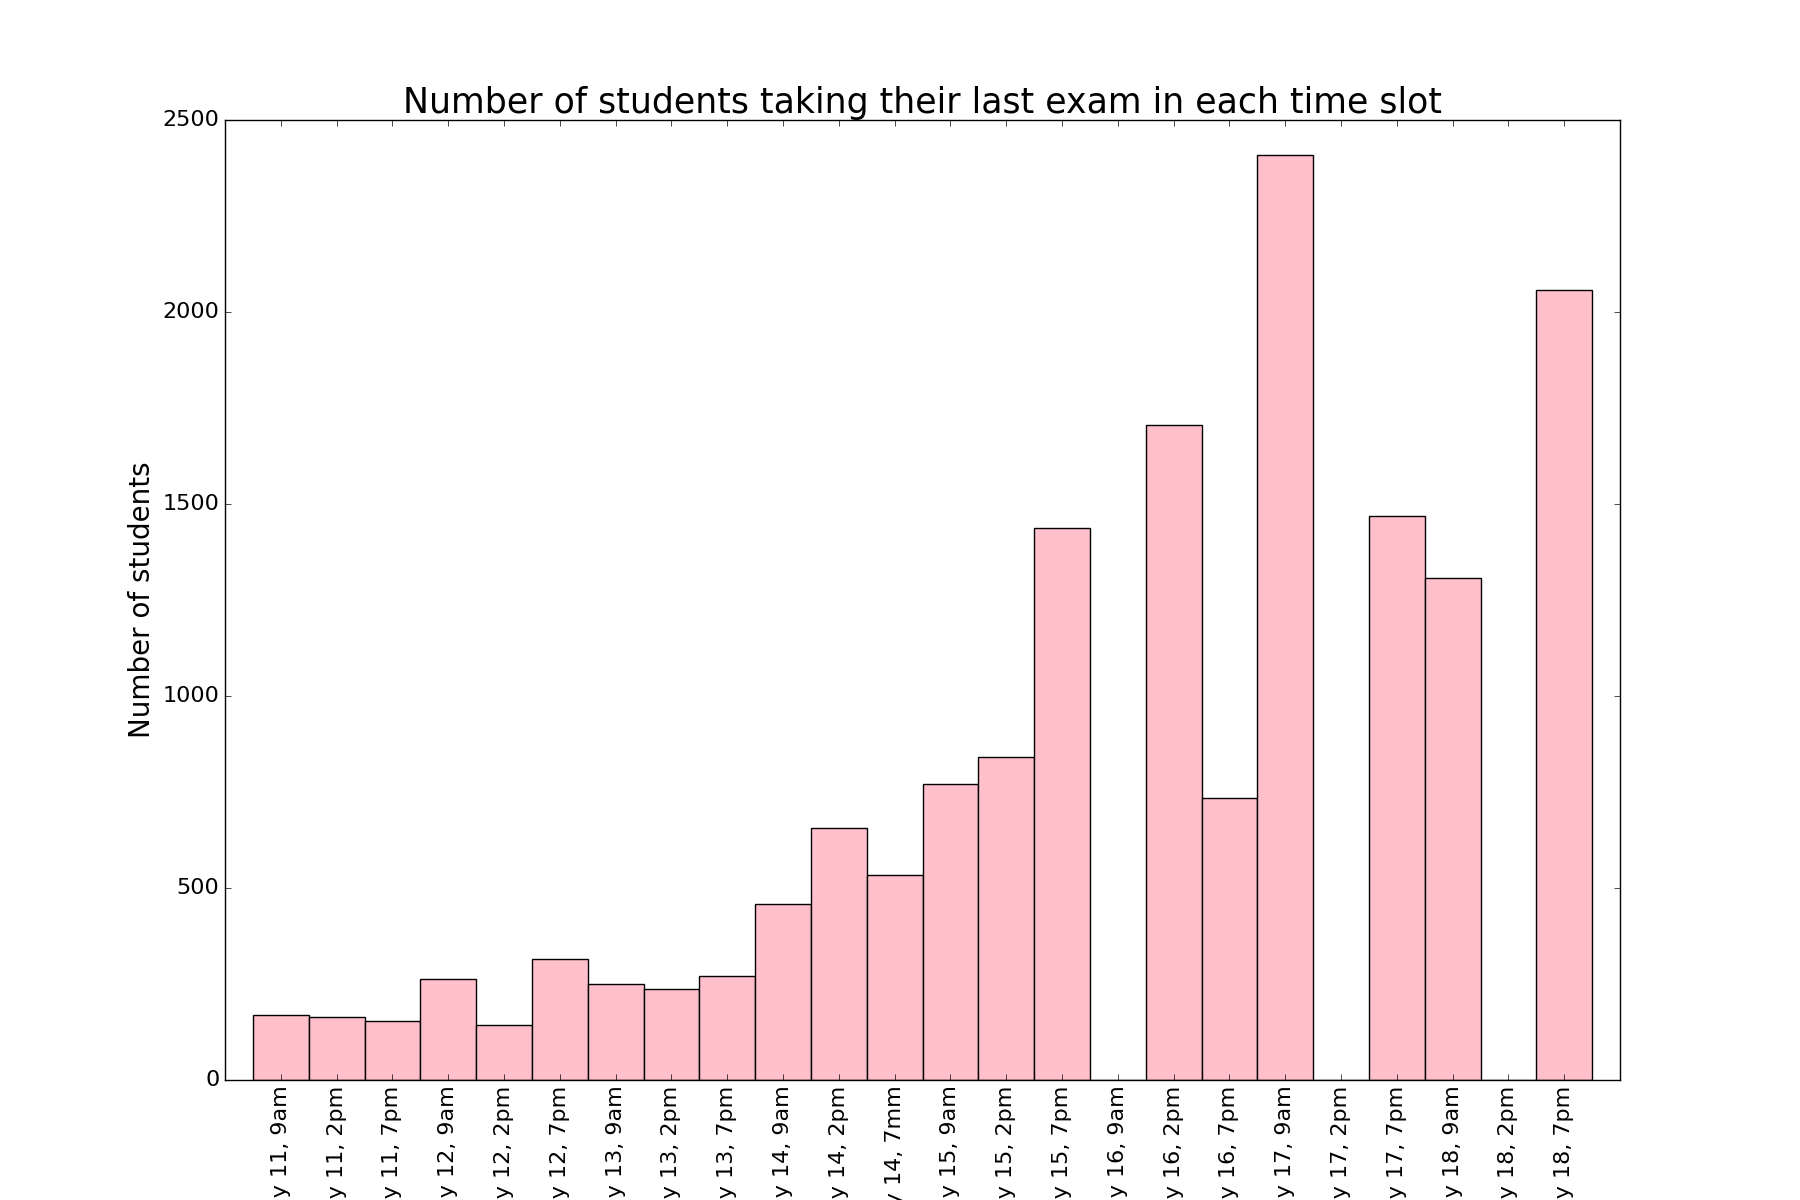 Number of students taking their last exam in each time slot
Number of students
2500
2000
1500
1000
500
0
y 11, 9am
y 11, 2pm
y 11, 7pm
y 12, 9am
y 12, 2pm
y 12, 7pm
y 13, 9am
y 13, 2pm
y 13, 7pm
y 14, 9am
y 14, 2pm
y 14, 7mm
y 15, 9am
y 15, 2pm
y 15, 7pm
y 16, 9am
y 16, 2pm
y 16, 7pm
y 17, 9am
y 17, 2pm
y 17, 7pm
y 18, 9am
y 18, 2pm
y 18, 7pm